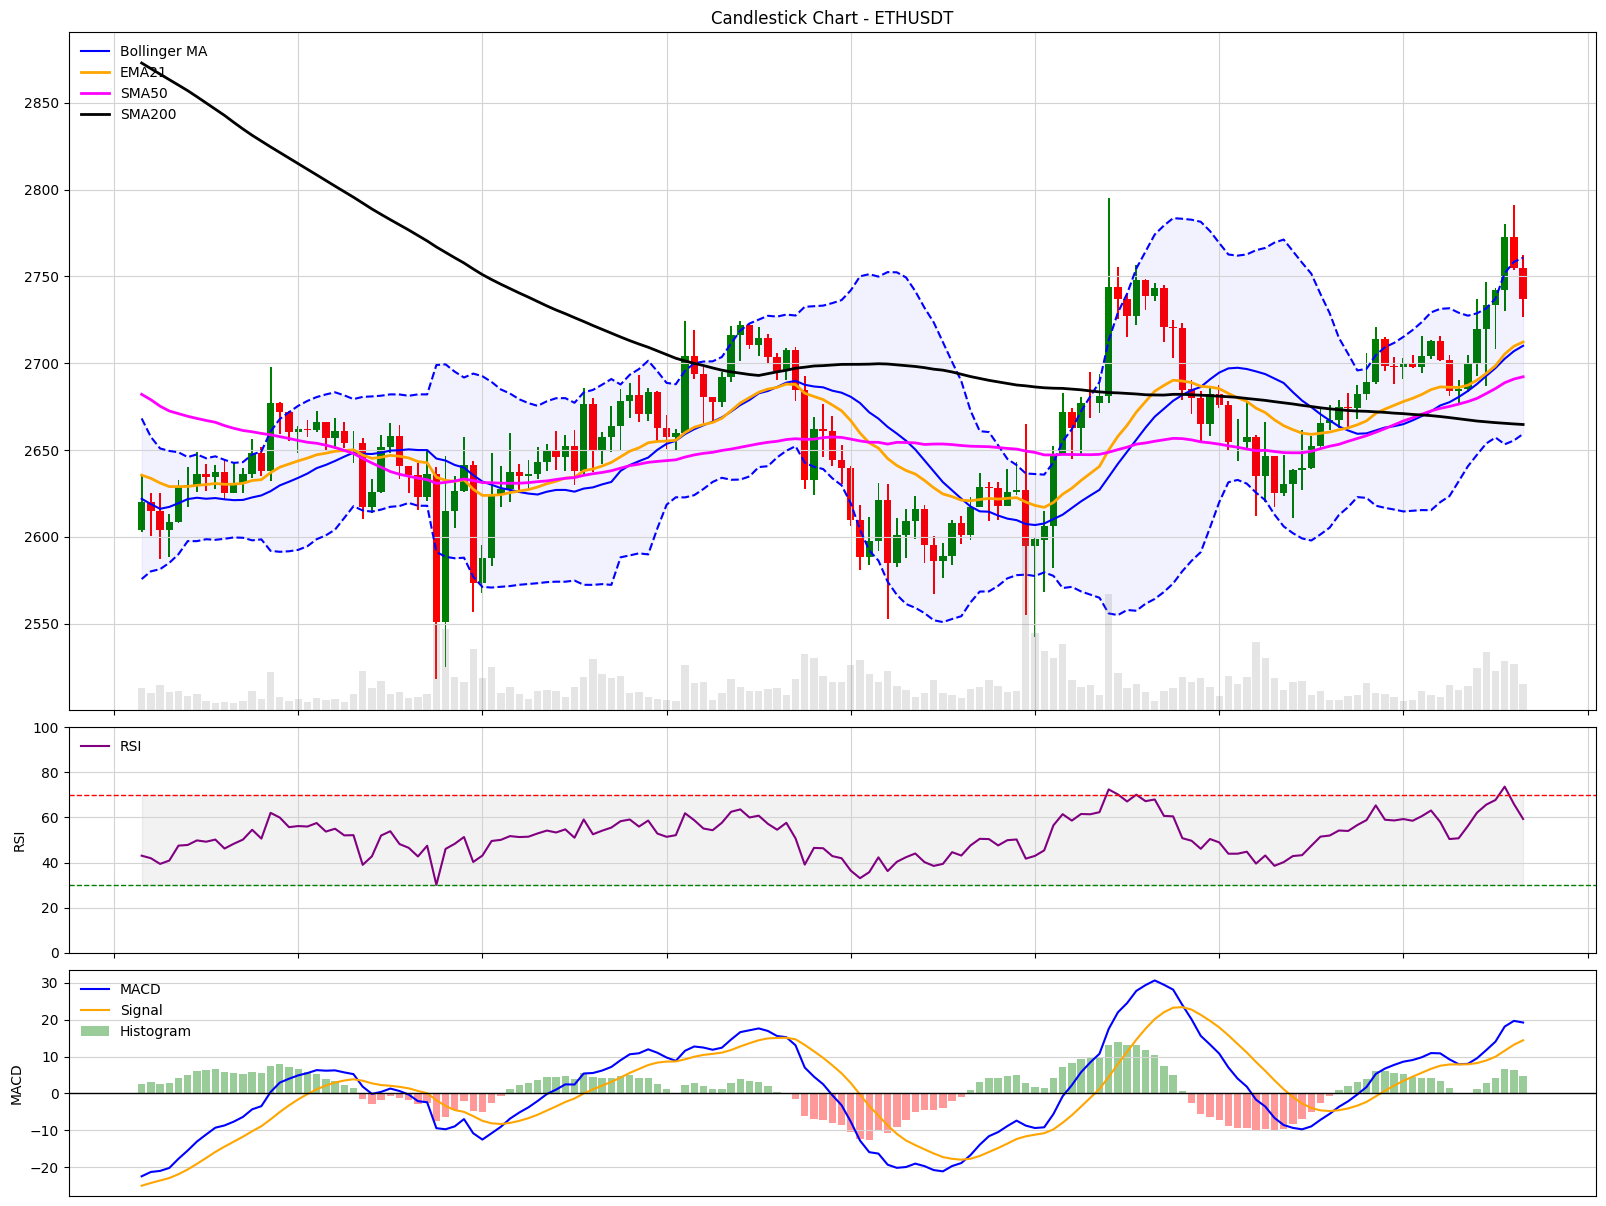 Candlestick Chart - ETHUSDT
Bollinger MA
EMA21
SMA50
SMA200
2850
2800
2750
2700
2650
2600
2550
RSI
100
80
60
40
20
0
RSI
MACD
Signal
Histogram
30
20
10
0
−10
−20
MACD